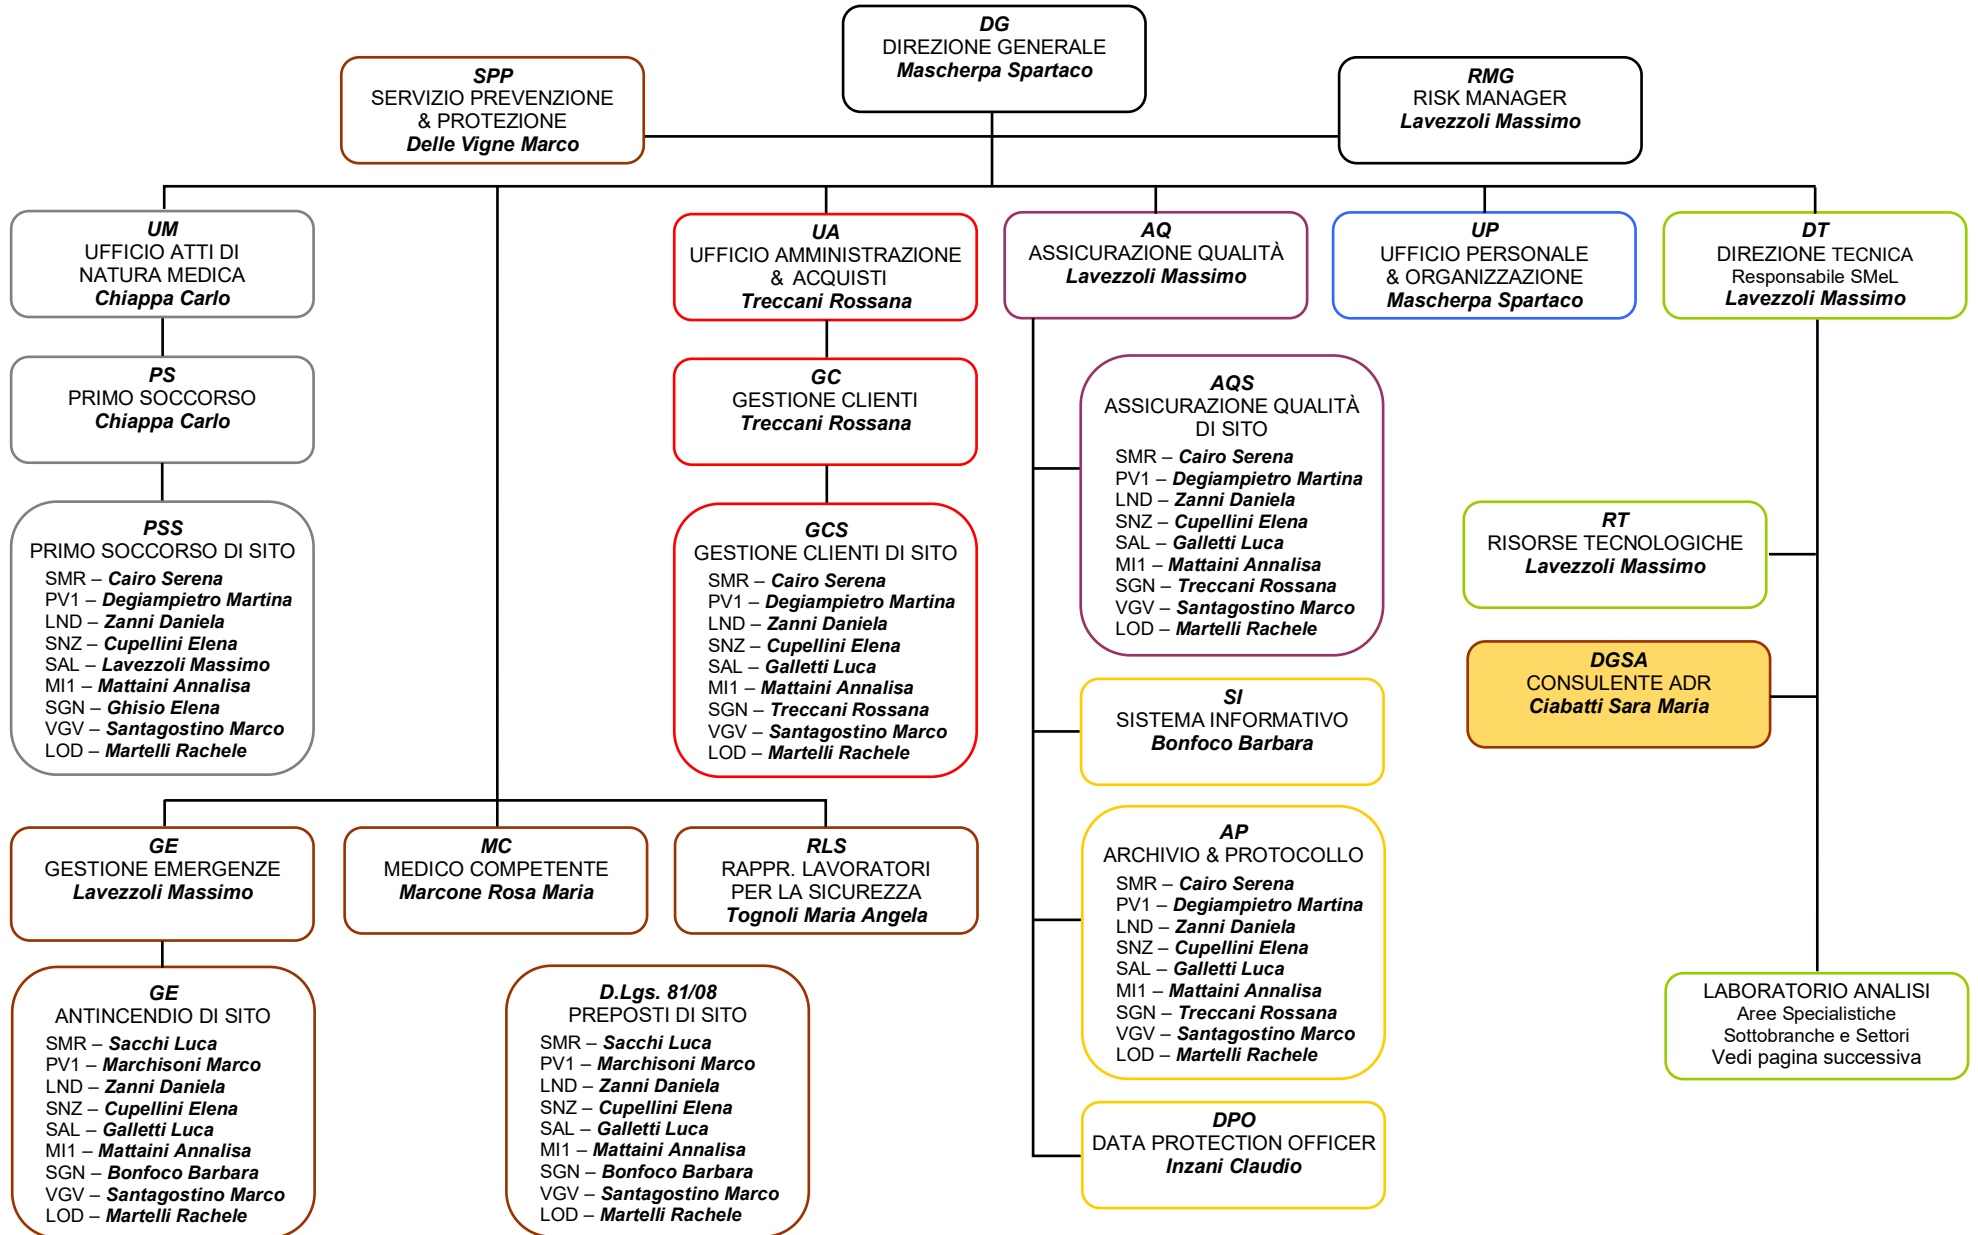 DG
DIREZIONE GENERALE
Mascherpa Spartaco
SPP
SERVIZIO PREVENZIONE
& PROTEZIONE
Delle Vigne Marco
RMG
RISK MANAGER
Lavezzoli Massimo
UM
UFFICIO ATTI DI
NATURA MEDICA
Chiappa Carlo
UA
UFFICIO AMMINISTRAZIONE
& ACQUISTI
Treccani Rossana
AQ
ASSICURAZIONE QUALITÀ
Lavezzoli Massimo
UP
UFFICIO PERSONALE
& ORGANIZZAZIONE
Mascherpa Spartaco
DT
DIREZIONE TECNICA
Responsabile SMeL
Lavezzoli Massimo
PS
PRIMO SOCCORSO
Chiappa Carlo
GC
GESTIONE CLIENTI
Treccani Rossana
AQS
ASSICURAZIONE QUALITÀ
DI SITO
SMR – Cairo Serena
PV1 – Degiampietro Martina
LND – Zanni Daniela
SNZ – Cupellini Elena
SAL – Galletti Luca
MI1 – Mattaini Annalisa
SGN – Treccani Rossana
VGV – Santagostino Marco
LOD – Martelli Rachele
PSS
PRIMO SOCCORSO DI SITO
SMR – Cairo Serena
PV1 – Degiampietro Martina
LND – Zanni Daniela
SNZ – Cupellini Elena
SAL – Lavezzoli Massimo
MI1 – Mattaini Annalisa
SGN – Ghisio Elena
VGV – Santagostino Marco
LOD – Martelli Rachele
GCS
GESTIONE CLIENTI DI SITO
SMR – Cairo Serena
PV1 – Degiampietro Martina
LND – Zanni Daniela
SNZ – Cupellini Elena
SAL – Galletti Luca
MI1 – Mattaini Annalisa
SGN – Treccani Rossana
VGV – Santagostino Marco
LOD – Martelli Rachele
RT
RISORSE TECNOLOGICHE
Lavezzoli Massimo
DGSA
CONSULENTE ADR
Ciabatti Sara Maria
SI
SISTEMA INFORMATIVO
Bonfoco Barbara
GE
GESTIONE EMERGENZE
Lavezzoli Massimo
MC
MEDICO COMPETENTE
Marcone Rosa Maria
RLS
RAPPR. LAVORATORI
PER LA SICUREZZA
Tognoli Maria Angela
AP
ARCHIVIO & PROTOCOLLO
SMR – Cairo Serena
PV1 – Degiampietro Martina
LND – Zanni Daniela
SNZ – Cupellini Elena
SAL – Galletti Luca
MI1 – Mattaini Annalisa
SGN – Treccani Rossana
VGV – Santagostino Marco
LOD – Martelli Rachele
GE
ANTINCENDIO DI SITO
SMR – Sacchi Luca
PV1 – Marchisoni Marco
LND – Zanni Daniela
SNZ – Cupellini Elena
SAL – Galletti Luca
MI1 – Mattaini Annalisa
SGN – Bonfoco Barbara
VGV – Santagostino Marco
LOD – Martelli Rachele
D.Lgs. 81/08
PREPOSTI DI SITO
SMR – Sacchi Luca
PV1 – Marchisoni Marco
LND – Zanni Daniela
SNZ – Cupellini Elena
SAL – Galletti Luca
MI1 – Mattaini Annalisa
SGN – Bonfoco Barbara
VGV – Santagostino Marco
LOD – Martelli Rachele
LABORATORIO ANALISI
Aree Specialistiche
Sottobranche e Settori
Vedi pagina successiva
DPO
DATA PROTECTION OFFICER
Inzani Claudio